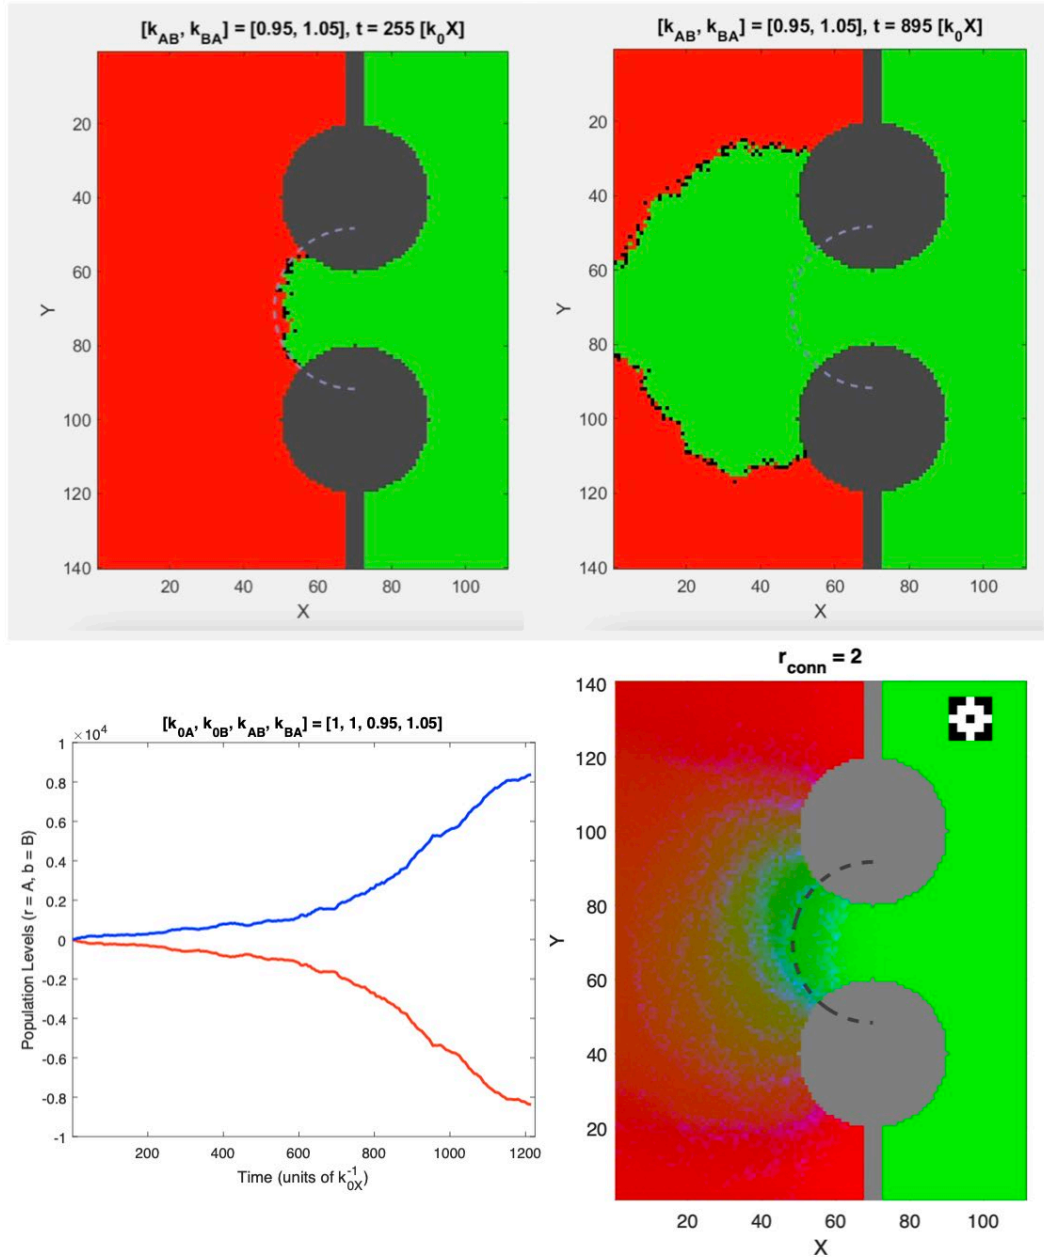 [k_AB, k_BA] = [0.95, 1.05], t = 255 [k_0X]
20
40
60
80
100
120
140
Y
20 40 60 80 100
X
[k_AB, k_BA] = [0.95, 1.05], t = 895 [k_0X]
20
40
60
80
100
120
140
Y
20 40 60 80 100
X
[k_0A, k_0B, k_AB, k_BA] = [1, 1, 0.95, 1.05]
×10^4
1
0.8
0.6
0.4
0.2
0
-0.2
-0.4
-0.6
-0.8
-1
Population Levels (r = A, b = B)
200 400 600 800 1000 1200
Time (units of k_0X^-1)
r_conn = 2
140
120
100
80
60
40
20
Y
20 40 60 80 100
X